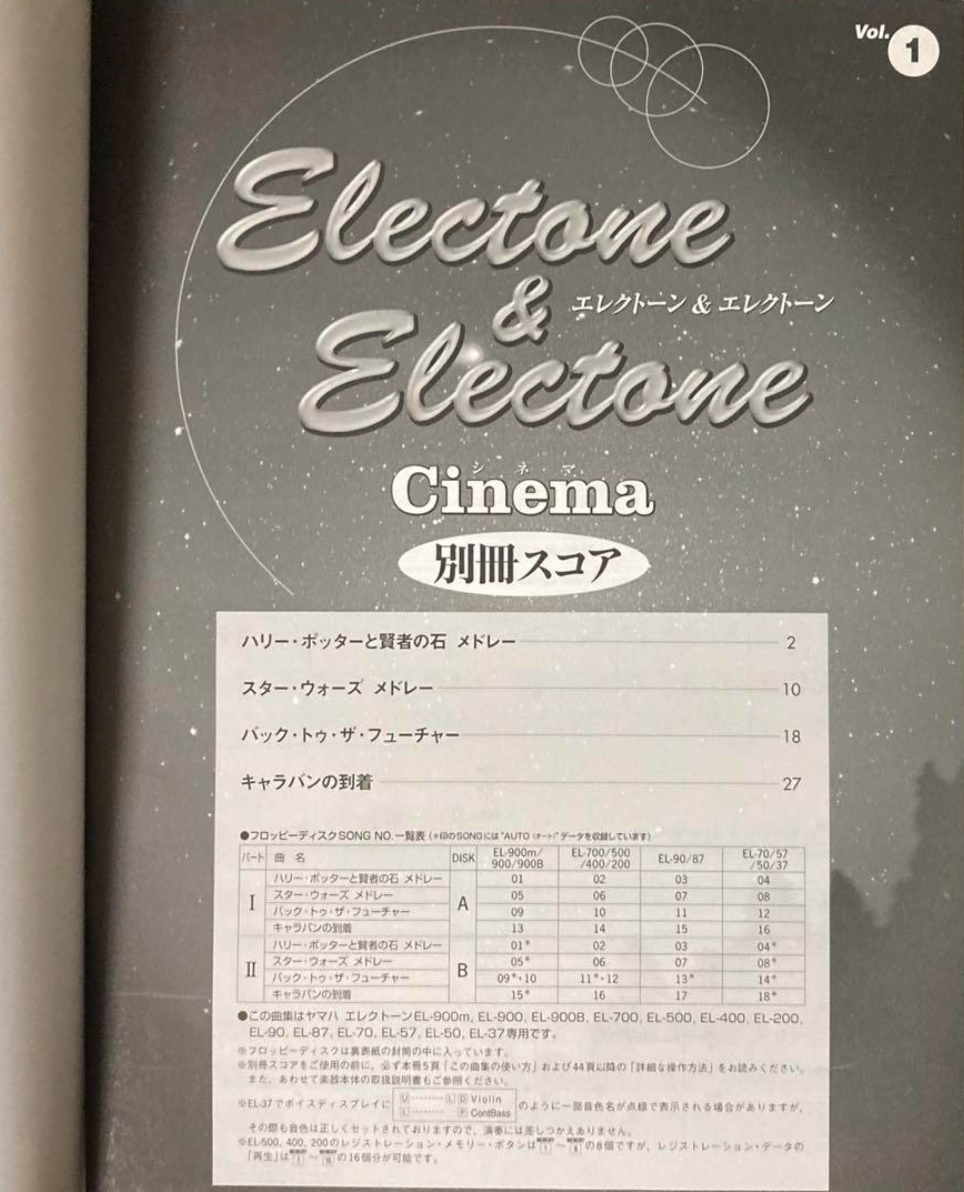 Vol. 1
Electone
& エレクトーン & エレクトーン
Electone
シネマ
Cinema
別冊スコア
ハリー・ポッターと賢者の石 メドレー 2
スター・ウォーズ メドレー 10
バック・トゥ・ザ・フューチャー 18
キャラバンの到着 27
●フロッピーディスクSONG NO.一覧表(*印のSONGには"AUTO(オート)"データを収録しています)
パート 曲 名 DISK EL-900m/900/900B EL-700/500/400/200 EL-90/87 EL-70/57/50/37
I A
ハリー・ポッターと賢者の石 メドレー 01 02 03 04
スター・ウォーズ メドレー 05 06 07 08
バック・トゥ・ザ・フューチャー 09 10 11 12
キャラバンの到着 13 14 15 16
II B
ハリー・ポッターと賢者の石 メドレー 01* 02 03 04*
スター・ウォーズ メドレー 05* 06 07 08*
バック・トゥ・ザ・フューチャー 09*・10 11*・12 13* 14*
キャラバンの到着 15* 16 17 18*
●この曲集はヤマハ エレクトーンEL-900m, EL-900, EL-900B, EL-700, EL-500, EL-400, EL-200,
EL-90, EL-87, EL-70, EL-57, EL-50, EL-37専用です。
※フロッピーディスクは裏表紙の封筒の中に入っています。
※別冊スコアをご使用の前に、必ず本冊5頁「この曲集の使い方」および44頁以降の「詳細な操作方法」をお読みください。
また、あわせて楽器本体の取扱説明書もご参照ください。
※EL-37でボイスディスプレイに U········L D Violin のように一部音色名が点線で表示される場合がありますが、
L········ P ContBass
その際も音色は正しくセットされておりますので、演奏には差しつかえありません。
※EL-500, 400, 200のレジストレーション・メモリー・ボタンは 1 〜 8 の8個ですが、レジストレーション・データの
「再生」は 1 〜 16 の16個分が可能です。